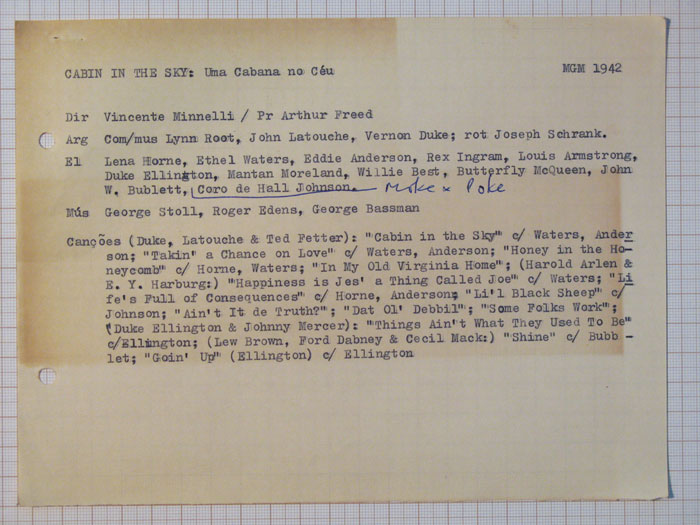 CABIN IN THE SKY: Uma Cabana no Céu MGM 1942
Dir Vincente Minnelli / Pr Arthur Freed
Arg Com/mus Lynn Root, John Latouche, Vernon Duke; rot Joseph Schrank.
El Lena Horne, Ethel Waters, Eddie Anderson, Rex Ingram, Louis Armstrong,
Duke Ellington, Mantan Moreland, Willie Best, Butterfly McQueen, John
W. Bublett, Coro de Hall Johnson. Moke x Poke
Mús George Stoll, Roger Edens, George Bassman
Canções (Duke, Latouche & Ted Fetter): "Cabin in the Sky" c/ Waters, Ander
son; "Takin' a Chance on Love" c/ Waters, Anderson; "Honey in the Ho-
neycomb" c/ Horne, Waters; "In My Old Virginia Home"; (Harold Arlen &
E. Y. Harburg:) "Happiness is Jes' a Thing Called Joe" c/ Waters; "Li
fe's Full of Consequences" c/ Horne, Anderson; "Li'l Black Sheep" c/
Johnson; "Ain't It de Truth?"; "Dat Ol' Debbil"; "Some Folks Work";
(Duke Ellington & Johnny Mercer): "Things Ain't What They Used To Be"
c/Ellington; (Lew Brown, Ford Dabney & Cecil Mack:) "Shine" c/ Bubb -
let; "Goin' Up" (Ellington) c/ Ellington